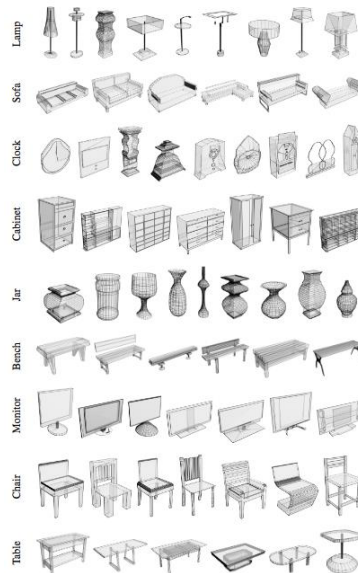 Lamp
Sofa
Clock
Cabinet
Jar
Bench
Monitor
Chair
Table